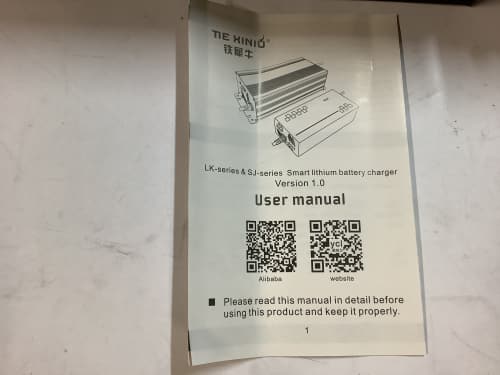 TIE XINIU®
铁犀牛
LK-series & SJ-series Smart lithium battery charger
Version 1.0
User manual
ycl
Alibaba
website
■ Please read this manual in detail before
using this product and keep it properly.
1